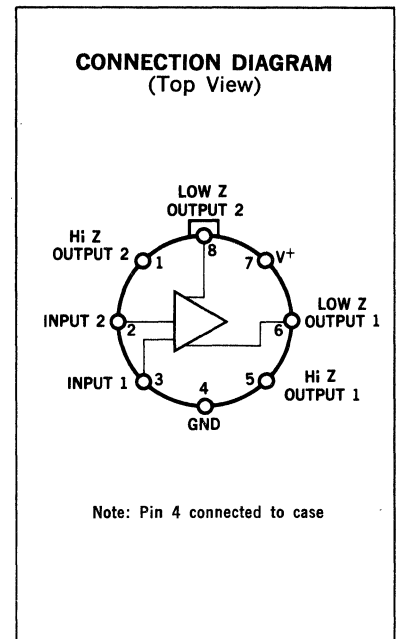 CONNECTION DIAGRAM
(Top View)
LOW Z
OUTPUT 2
8
Hi Z
OUTPUT 2
1
7
V+
INPUT 2
2
LOW Z
OUTPUT 1
6
INPUT 1
3
4
GND
5
Hi Z
OUTPUT 1
Note: Pin 4 connected to case